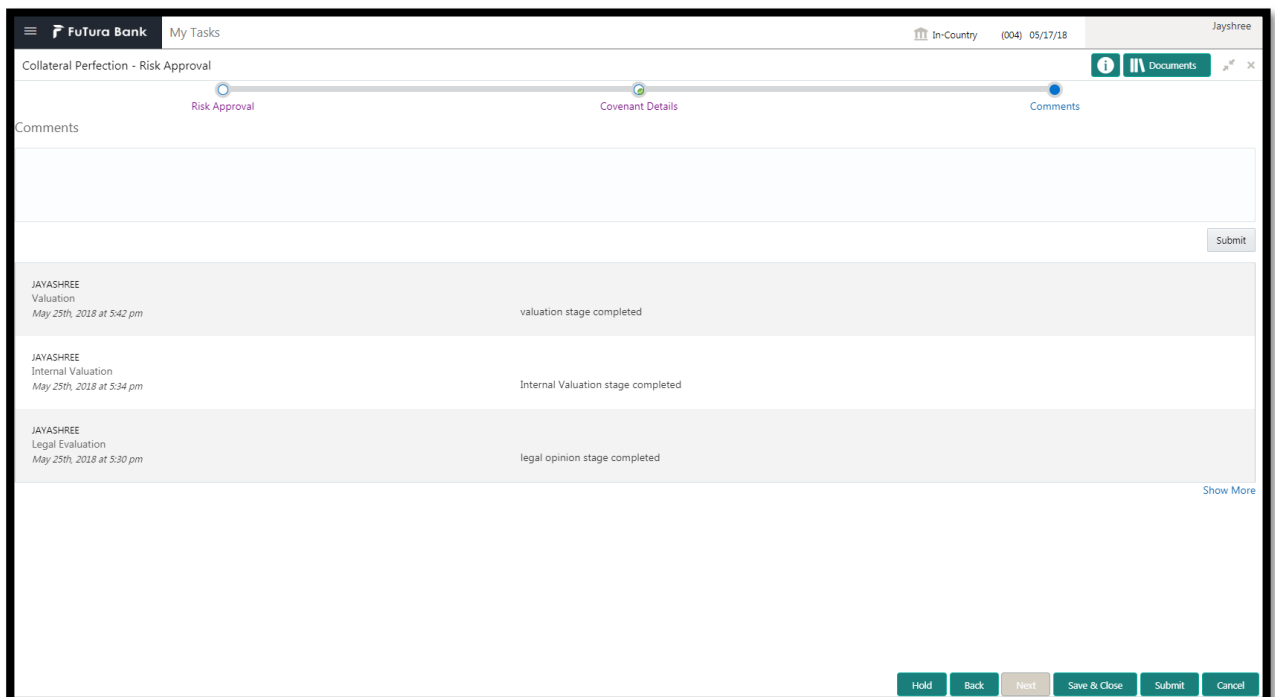 FuTura Bank
My Tasks
In-Country
(004) 05/17/18
Jayshree
Collateral Perfection - Risk Approval
i
Documents
Risk Approval
Covenant Details
Comments
Comments
Submit
JAYASHREE
Valuation
May 25th, 2018 at 5:42 pm
valuation stage completed
JAYASHREE
Internal Valuation
May 25th, 2018 at 5:34 pm
Internal Valuation stage completed
JAYASHREE
Legal Evaluation
May 25th, 2018 at 5:30 pm
legal opinion stage completed
Show More
Hold
Back
Next
Save & Close
Submit
Cancel